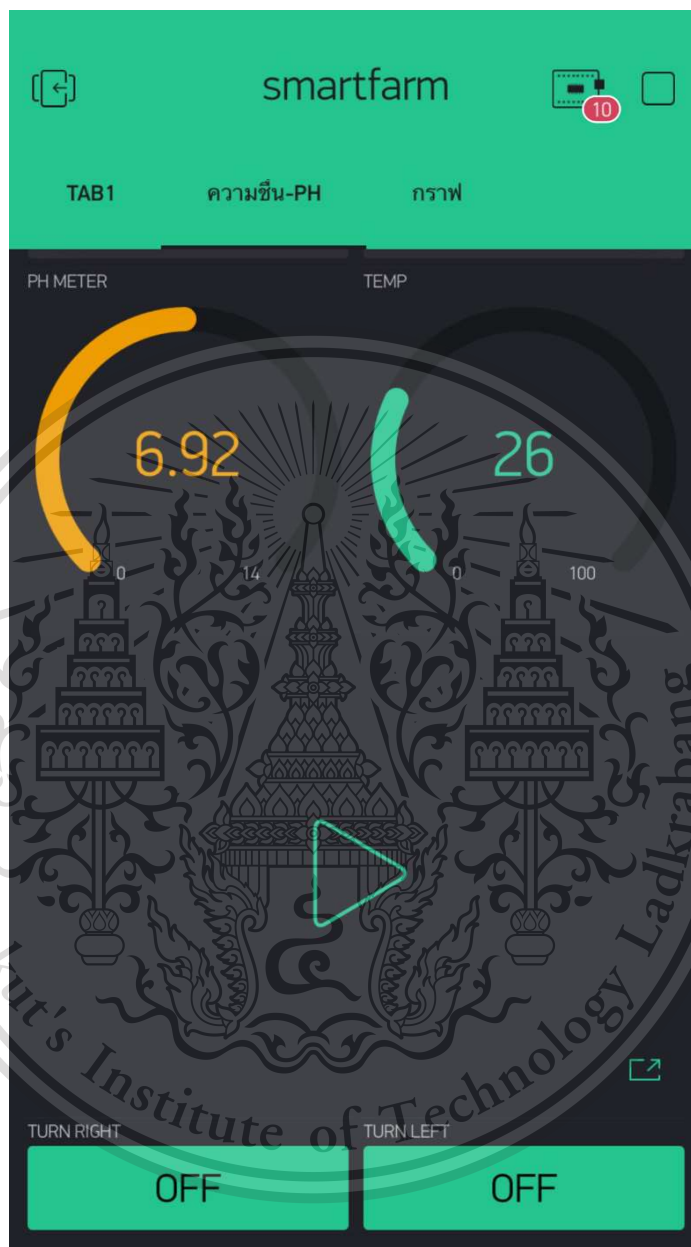 smartfarm
10
TAB1 ความชื้น-PH กราฟ
PH METER TEMP
6.92 26
0 14 0 100
TURN RIGHT TURN LEFT
OFF OFF
kut's Institute of Technology Ladkrabang